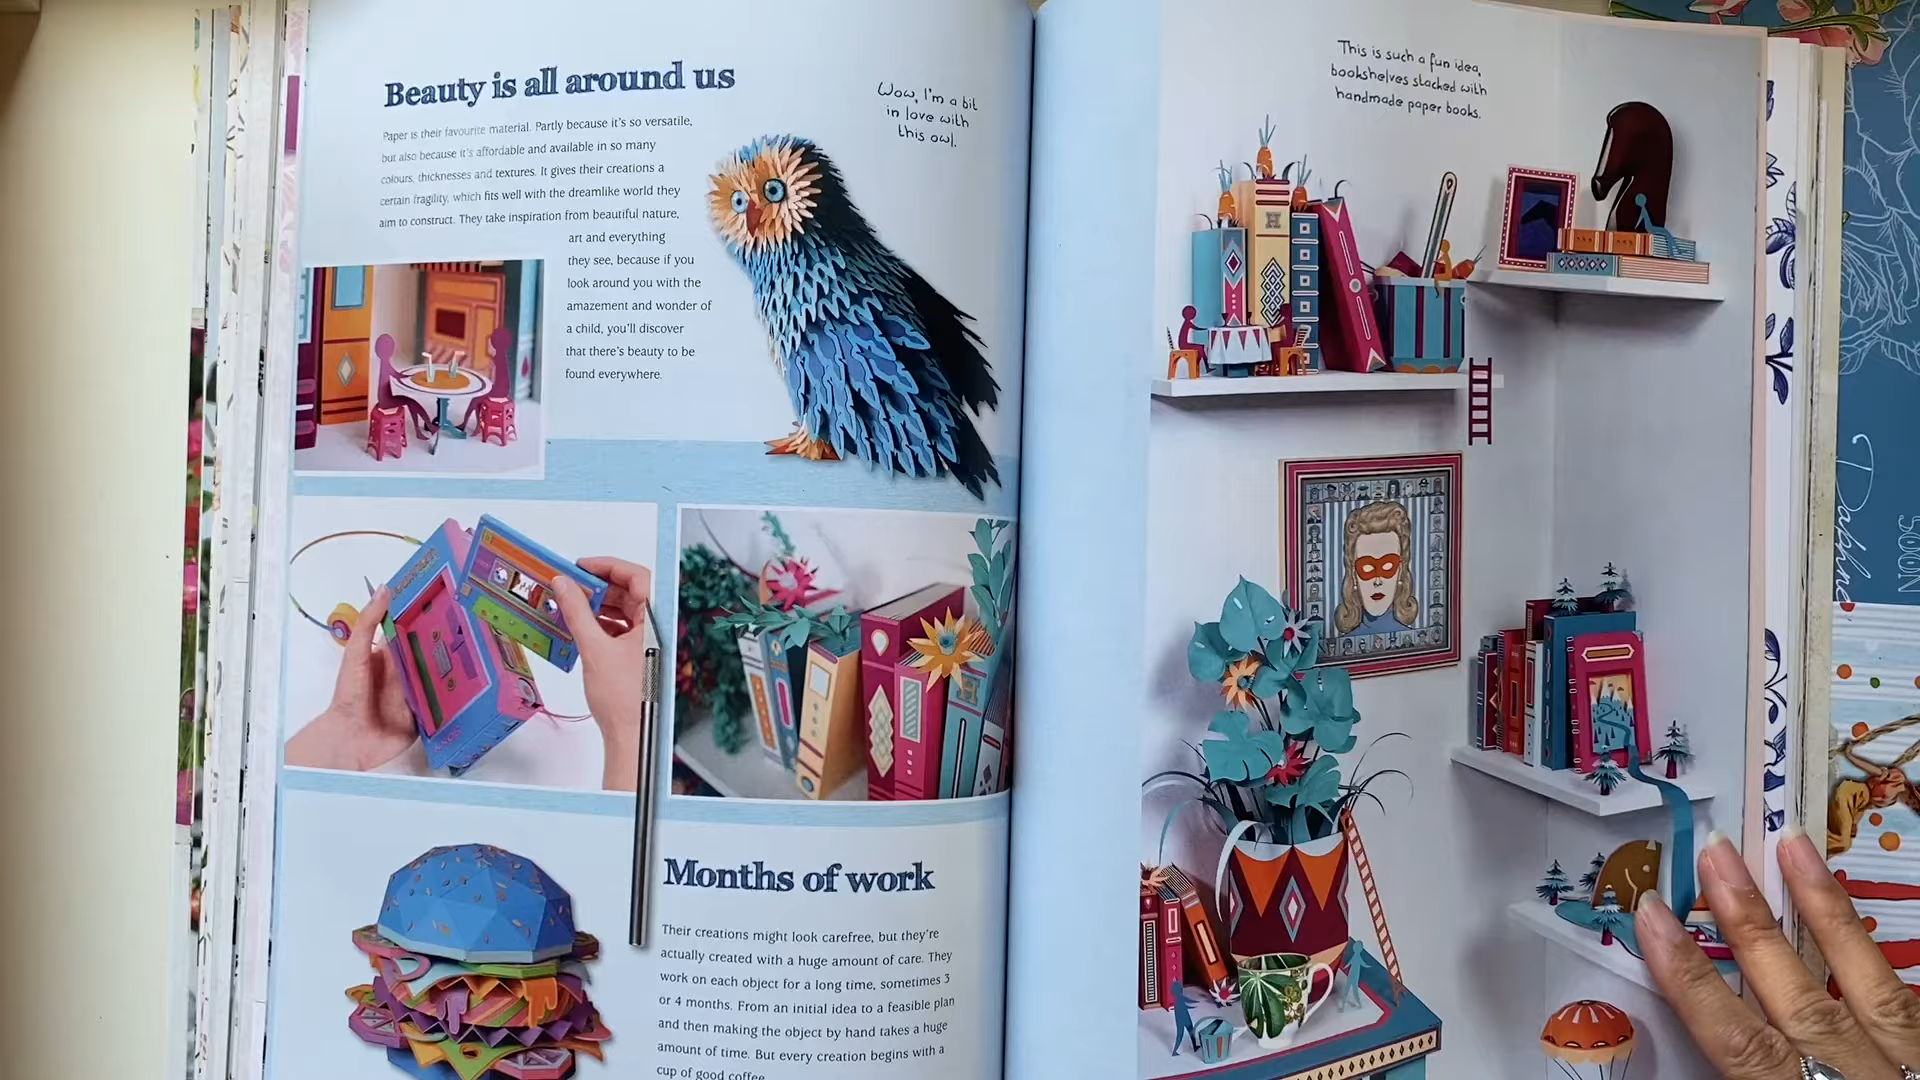 Beauty is all around us
Paper is their favourite material. Partly because it's so versatile,
but also because it's affordable and available in so many
colours, thicknesses and textures. It gives their creations a
certain fragility, which fits well with the dreamlike world they
aim to construct. They take inspiration from beautiful nature,
art and everything
they see, because if you
look around you with the
amazement and wonder of
a child, you'll discover
that there's beauty to be
found everywhere.
Wow, I'm a bit
in love with
this owl.
Months of work
Their creations might look carefree, but they're
actually created with a huge amount of care. They
work on each object for a long time, sometimes 3
or 4 months. From an initial idea to a feasible plan
and then making the object by hand takes a huge
amount of time. But every creation begins with a
cup of good coffee
This is such a fun idea,
bookshelves stacked with
handmade paper books.
H
H
Daphne
SOON